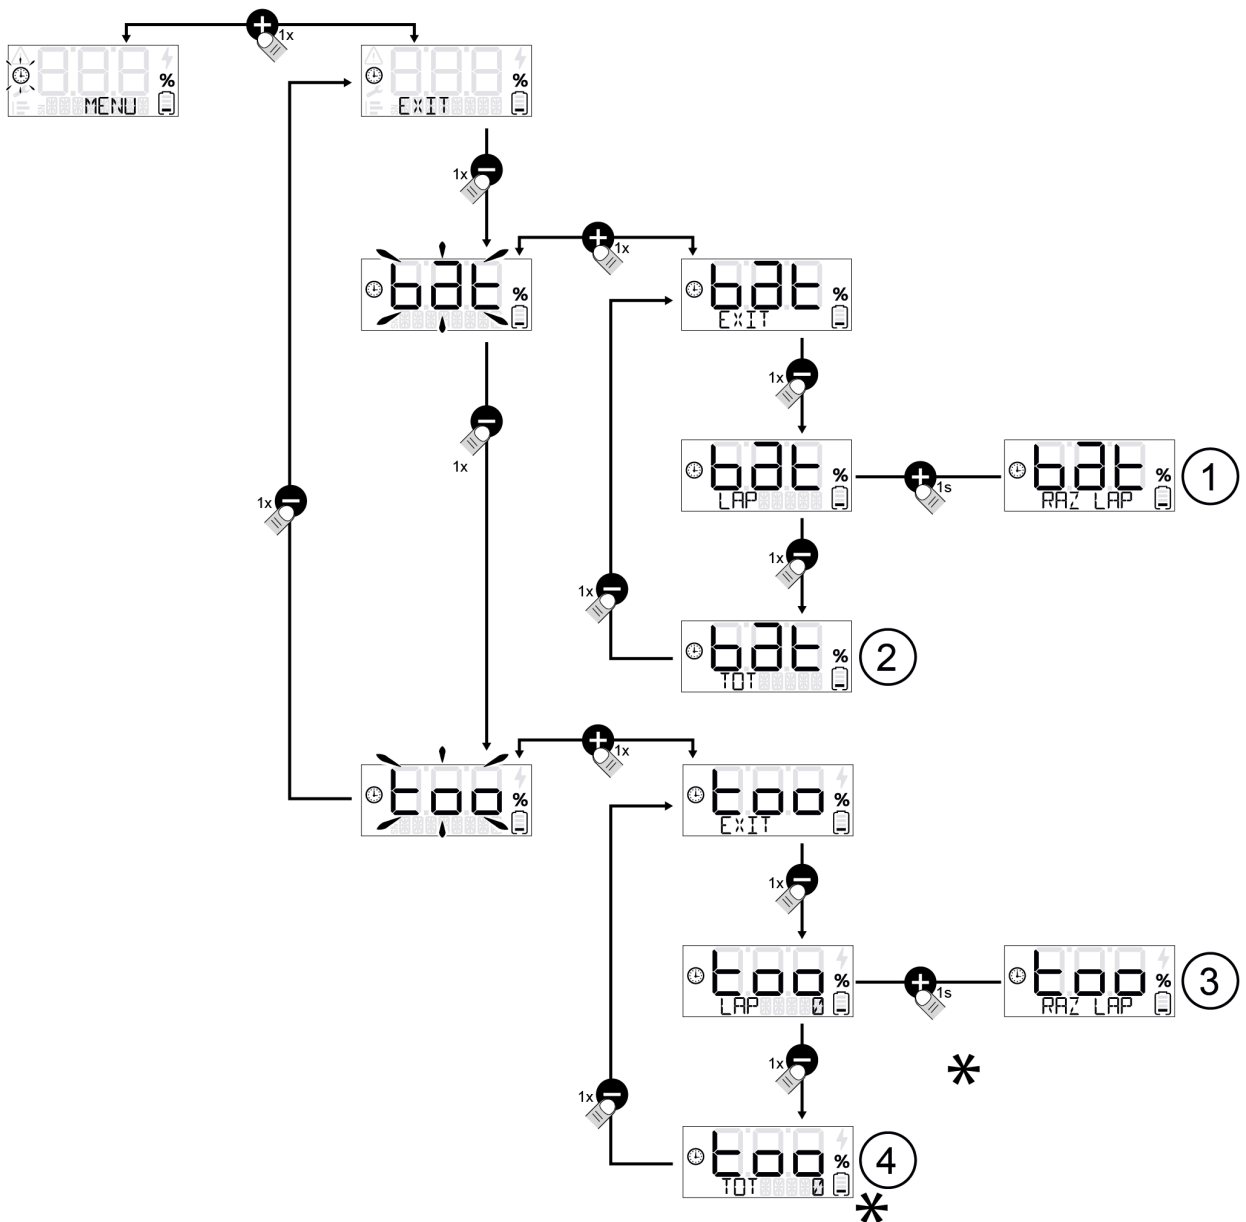 1x
%
MENU
%
EXIT
1x
1x
bat
%
bat
%
EXIT
1x
1x
1x
bat
%
LAP
1s
bat
%
RAZ LAP
1
1x
1x
bat
%
TOT
2
1x
too
%
too
%
EXIT
1x
too
%
LAP 0
1s
too
%
RAZ LAP
3
*
1x
1x
too
%
TOT 0
4
*